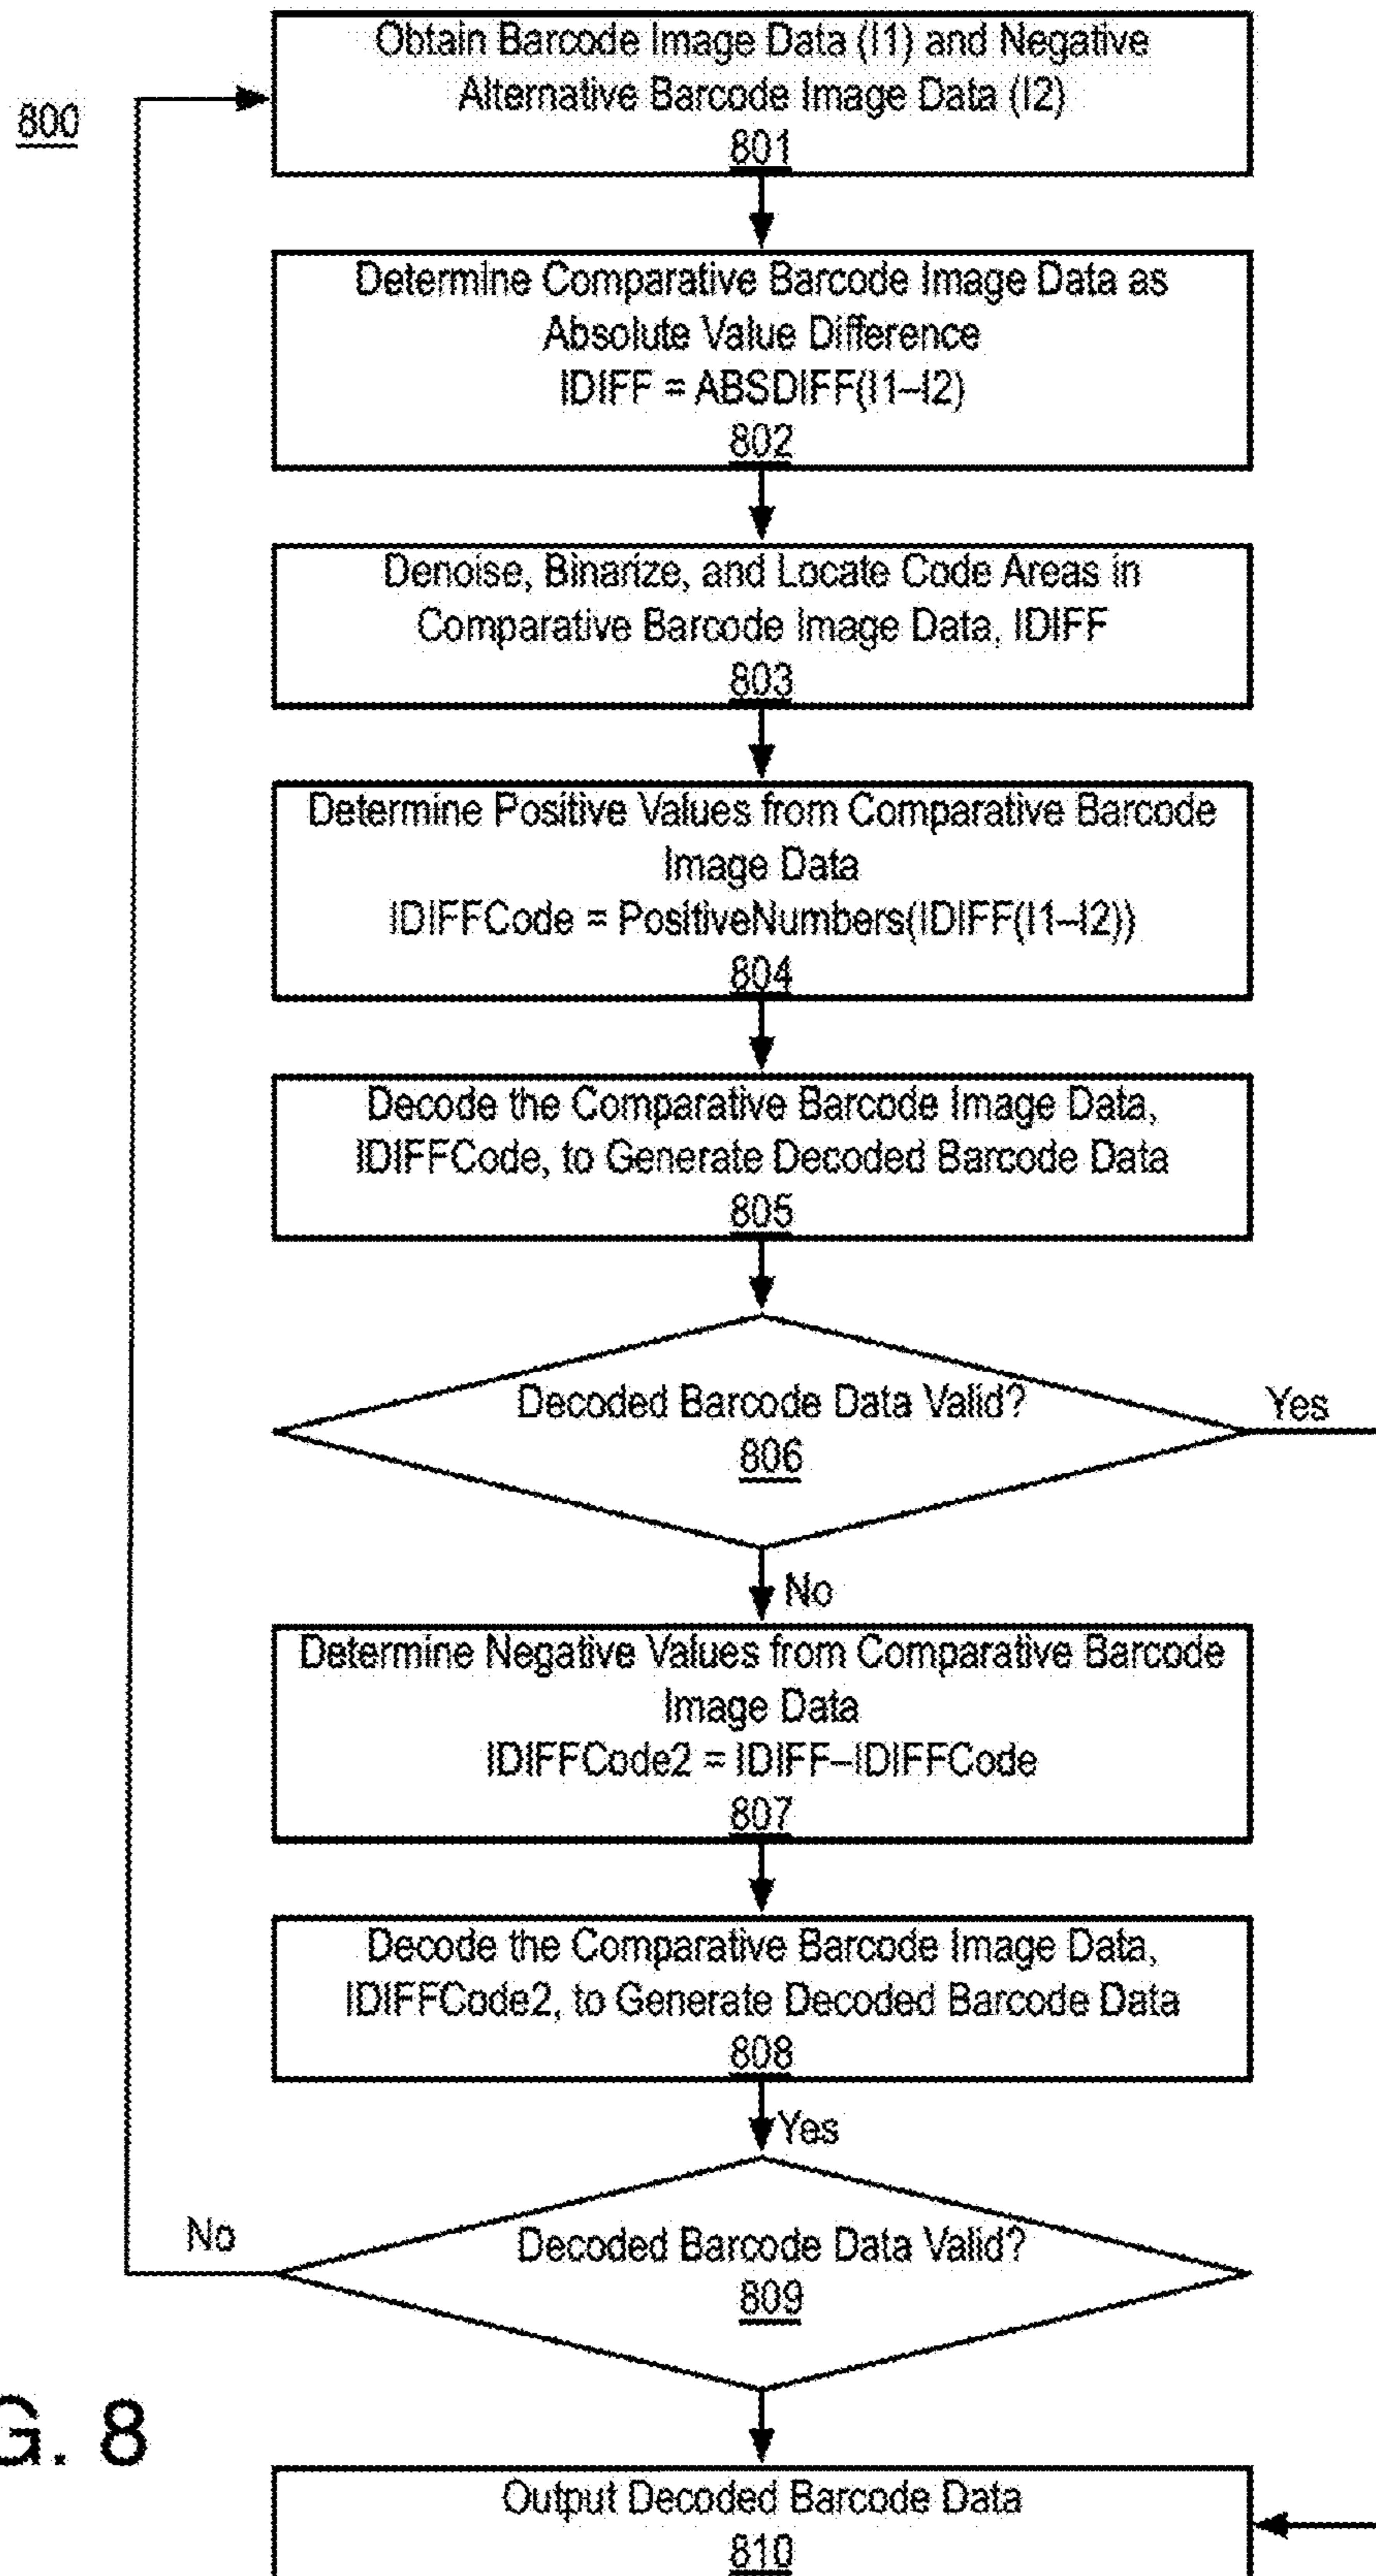 800
Obtain Barcode Image Data (I1) and Negative
Alternative Barcode Image Data (I2)
801
Determine Comparative Barcode Image Data as
Absolute Value Difference
IDIFF = ABSDIFF(I1–I2)
802
Denoise, Binarize, and Locate Code Areas in
Comparative Barcode Image Data, IDIFF
803
Determine Positive Values from Comparative Barcode
Image Data
IDIFFCode = PositiveNumbers(IDIFF(I1–I2))
804
Decode the Comparative Barcode Image Data,
IDIFFCode, to Generate Decoded Barcode Data
805
Decoded Barcode Data Valid?
806
Yes
No
Determine Negative Values from Comparative Barcode
Image Data
IDIFFCode2 = IDIFF–IDIFFCode
807
Decode the Comparative Barcode Image Data,
IDIFFCode2, to Generate Decoded Barcode Data
808
Yes
No
Decoded Barcode Data Valid?
809
G. 8
Output Decoded Barcode Data
810